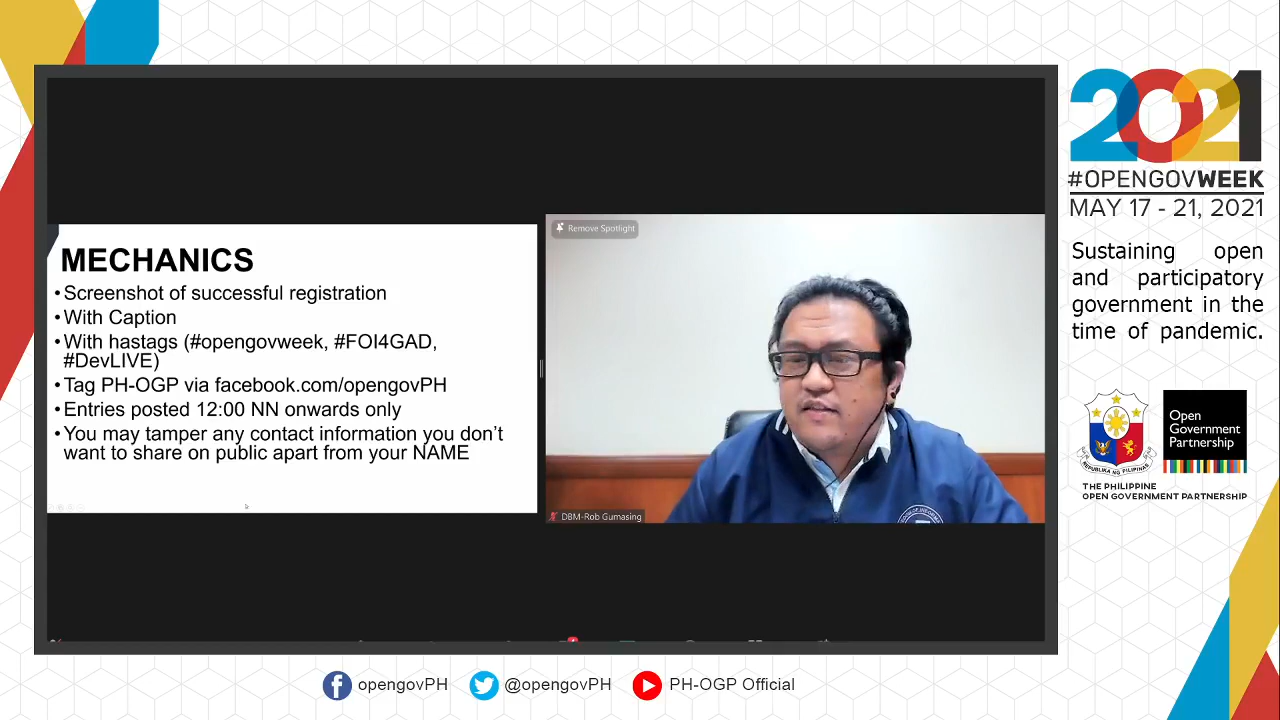 MECHANICS
•Screenshot of successful registration
•With Caption
•With hastags (#opengovweek, #FOI4GAD,
#DevLIVE)
•Tag PH-OGP via facebook.com/opengovPH
•Entries posted 12:00 NN onwards only
•You may tamper any contact information you don't
want to share on public apart from your NAME
Remove Spotlight
DBM-Rob Gumasing
2021
#OPENGOVWEEK
MAY 17 - 21, 2021
Sustaining open
and participatory
government in the
time of pandemic.
REPUBLIKA NG PILIPINAS
Open
Government
Partnership
THE PHILIPPINE
OPEN GOVERNMENT PARTNERSHIP
opengovPH
@opengovPH
PH-OGP Official